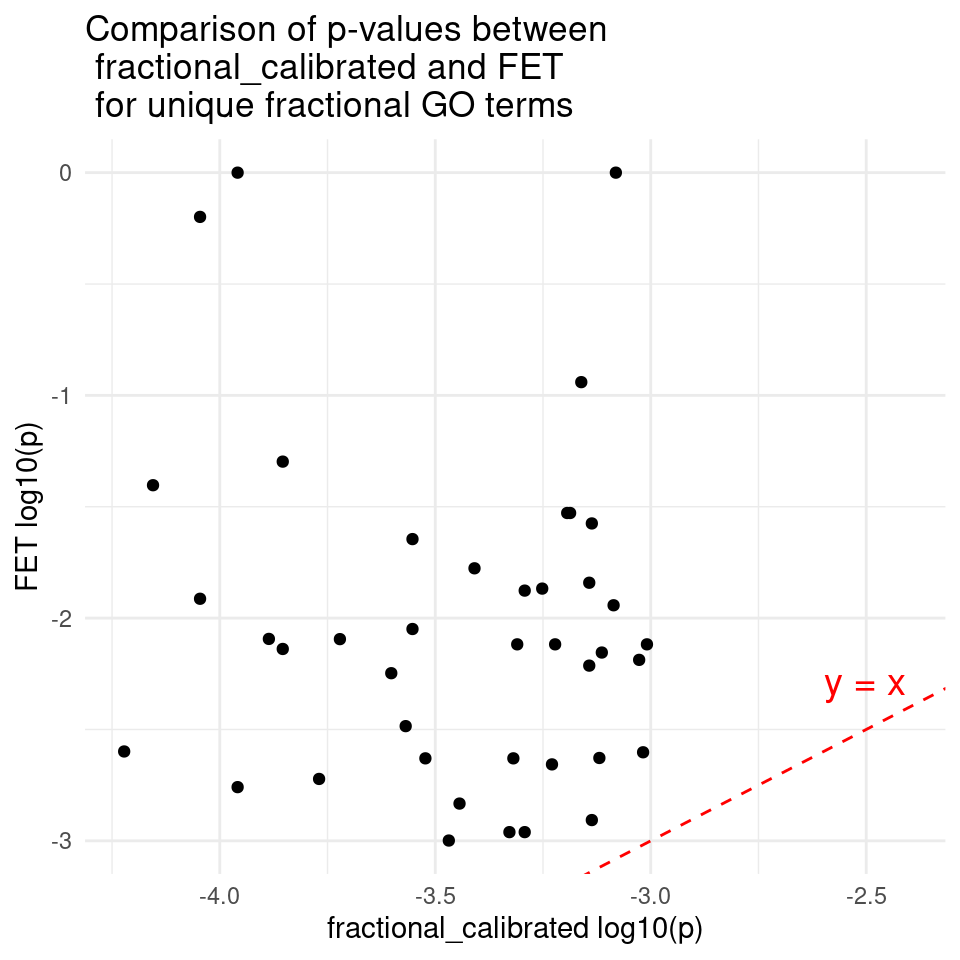 Comparison of p-values between
fractional_calibrated and FET
for unique fractional GO terms
0
-1
-2
-3
FET log10(p)
y = x
-4.0
-3.5
-3.0
-2.5
fractional_calibrated log10(p)